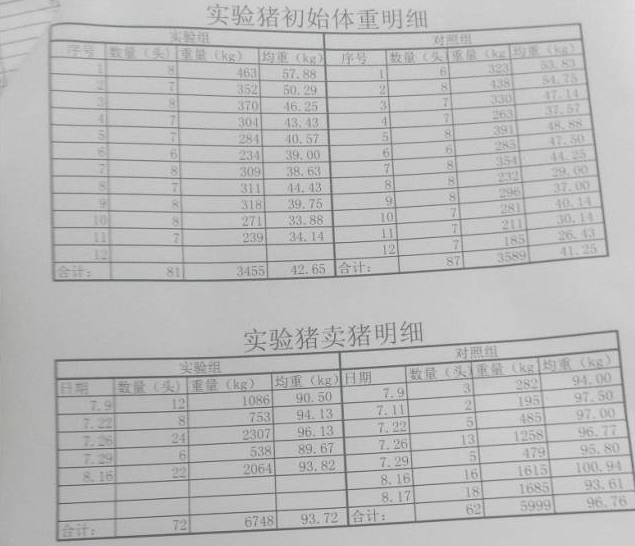 实验猪初始体重明细
实验组 对照组
序号 数量（头） 重量（kg） 均重（kg） 序号 数量（头） 重量（kg 均重（kg）
1 8 463 57.88 1 6 323 53.83
2 7 352 50.29 2 8 438 54.75
3 8 370 46.25 3 7 330 47.14
4 7 304 43.43 4 7 263 37.57
5 7 284 40.57 5 8 391 48.88
6 6 234 39.00 6 6 285 47.50
7 8 309 38.63 7 8 354 44.25
8 7 311 44.43 8 8 232 29.00
9 8 318 39.75 9 8 296 37.00
10 8 271 33.88 10 7 281 40.14
11 7 239 34.14 11 7 211 30.14
12 12 7 185 26.43
合计： 81 3455 42.65 合计： 87 3589 41.25
实验猪卖猪明细
实验组 对照组
日期 数量（头） 重量（kg） 均重（kg） 日期 数量（头） 重量（kg） 均重（kg）
7.9 12 1086 90.50 7.9 3 282 94.00
7.22 8 753 94.13 7.11 2 195 97.50
7.26 24 2307 96.13 7.22 5 485 97.00
7.29 6 538 89.67 7.26 13 1258 96.77
8.16 22 2064 93.82 7.29 5 479 95.80
8.16 16 1615 100.94
8.17 18 1685 93.61
合计： 72 6748 93.72 合计： 62 5999 96.76